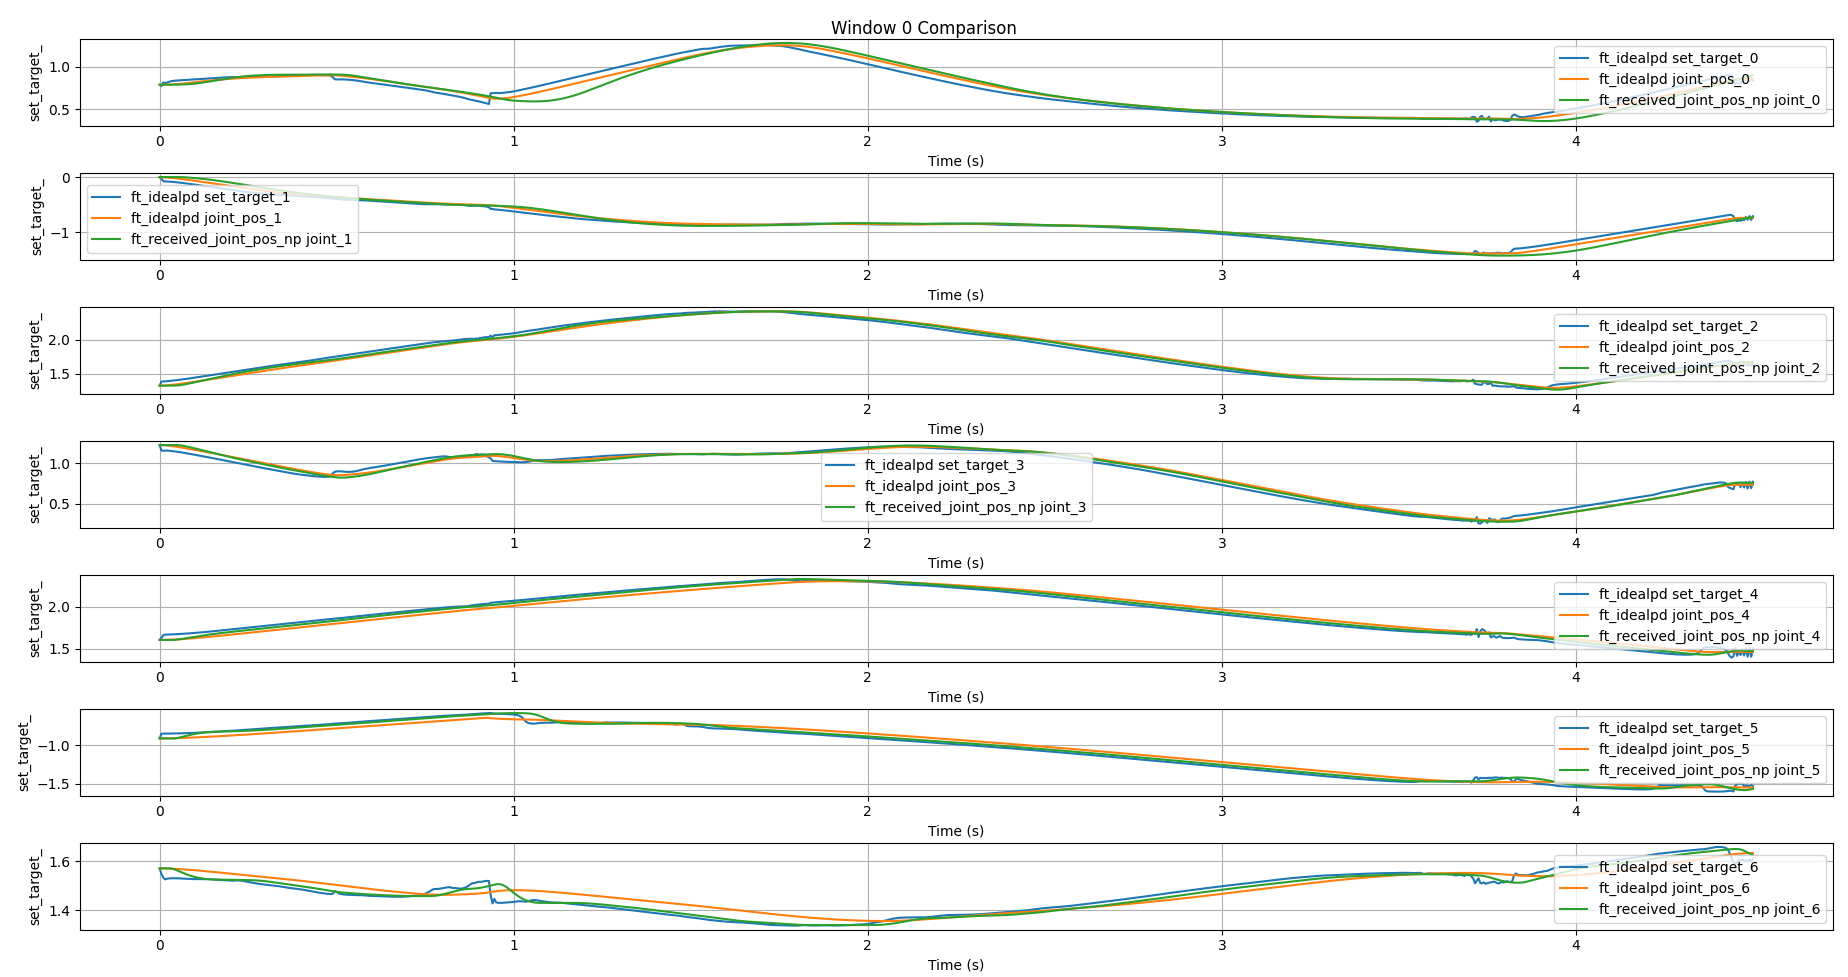 Window 0 Comparison
set_target_
1.0
0.5
ft_idealpd set_target_0
ft_idealpd joint_pos_0
ft_received_joint_pos_np joint_0
0 1 2 3 4
Time (s)
set_target_
0
−1
ft_idealpd set_target_1
ft_idealpd joint_pos_1
ft_received_joint_pos_np joint_1
0 1 2 3 4
Time (s)
set_target_
2.0
1.5
ft_idealpd set_target_2
ft_idealpd joint_pos_2
ft_received_joint_pos_np joint_2
0 1 2 3 4
Time (s)
set_target_
1.0
0.5
ft_idealpd set_target_3
ft_idealpd joint_pos_3
ft_received_joint_pos_np joint_3
0 1 2 3 4
Time (s)
set_target_
2.0
1.5
ft_idealpd set_target_4
ft_idealpd joint_pos_4
ft_received_joint_pos_np joint_4
0 1 2 3 4
Time (s)
set_target_
−1.0
−1.5
ft_idealpd set_target_5
ft_idealpd joint_pos_5
ft_received_joint_pos_np joint_5
0 1 2 3 4
Time (s)
set_target_
1.6
1.4
ft_idealpd set_target_6
ft_idealpd joint_pos_6
ft_received_joint_pos_np joint_6
0 1 2 3 4
Time (s)